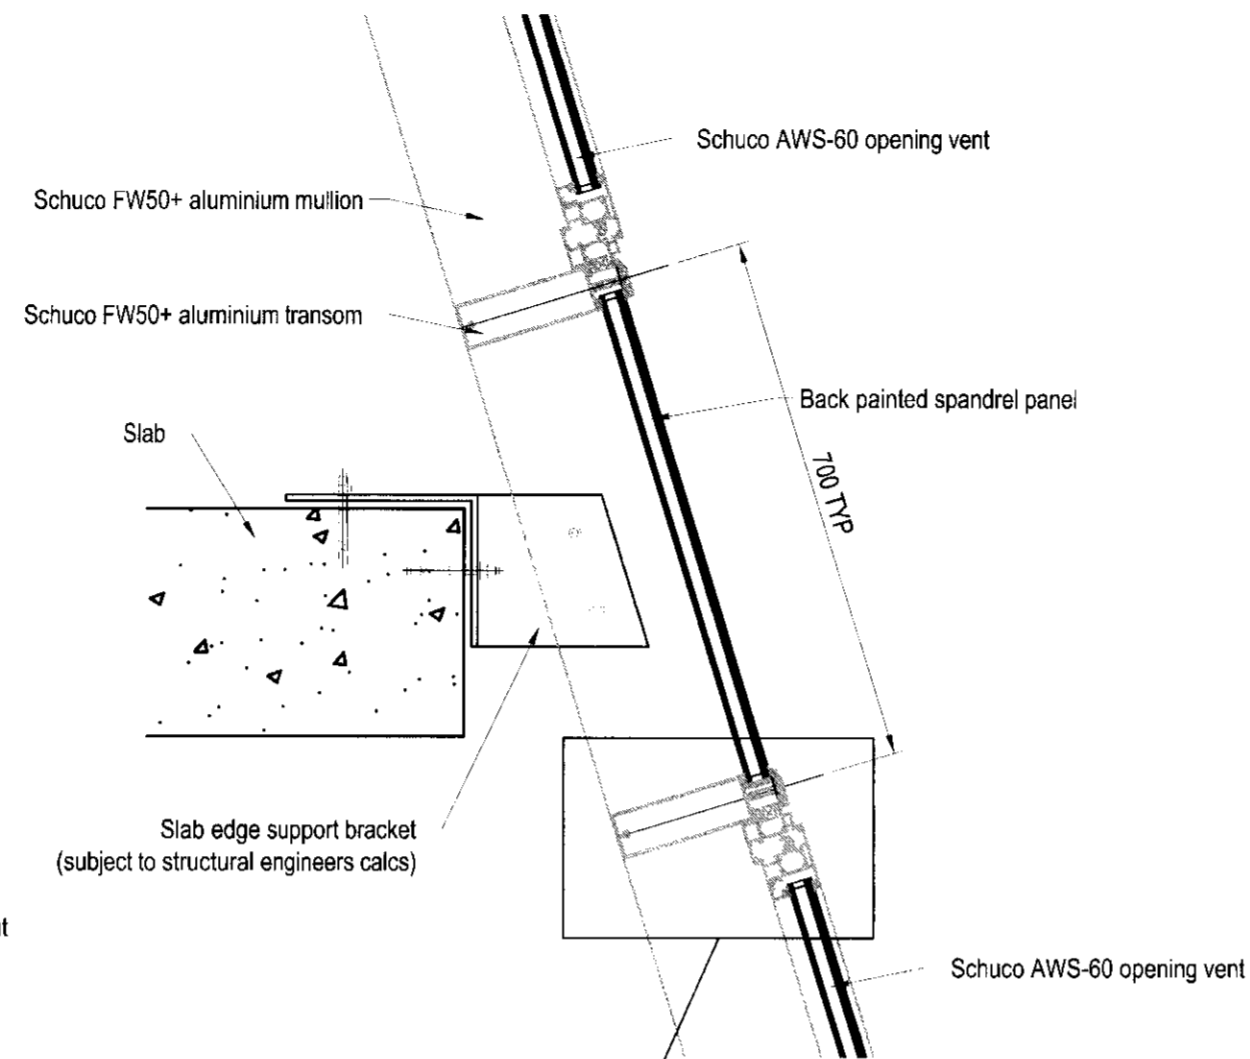 Schuco AWS-60 opening vent
Schuco FW50+ aluminium mullion
Schuco FW50+ aluminium transom
Back painted spandrel panel
Slab
700 TYP
Slab edge support bracket
(subject to structural engineers calcs)
Schuco AWS-60 opening vent